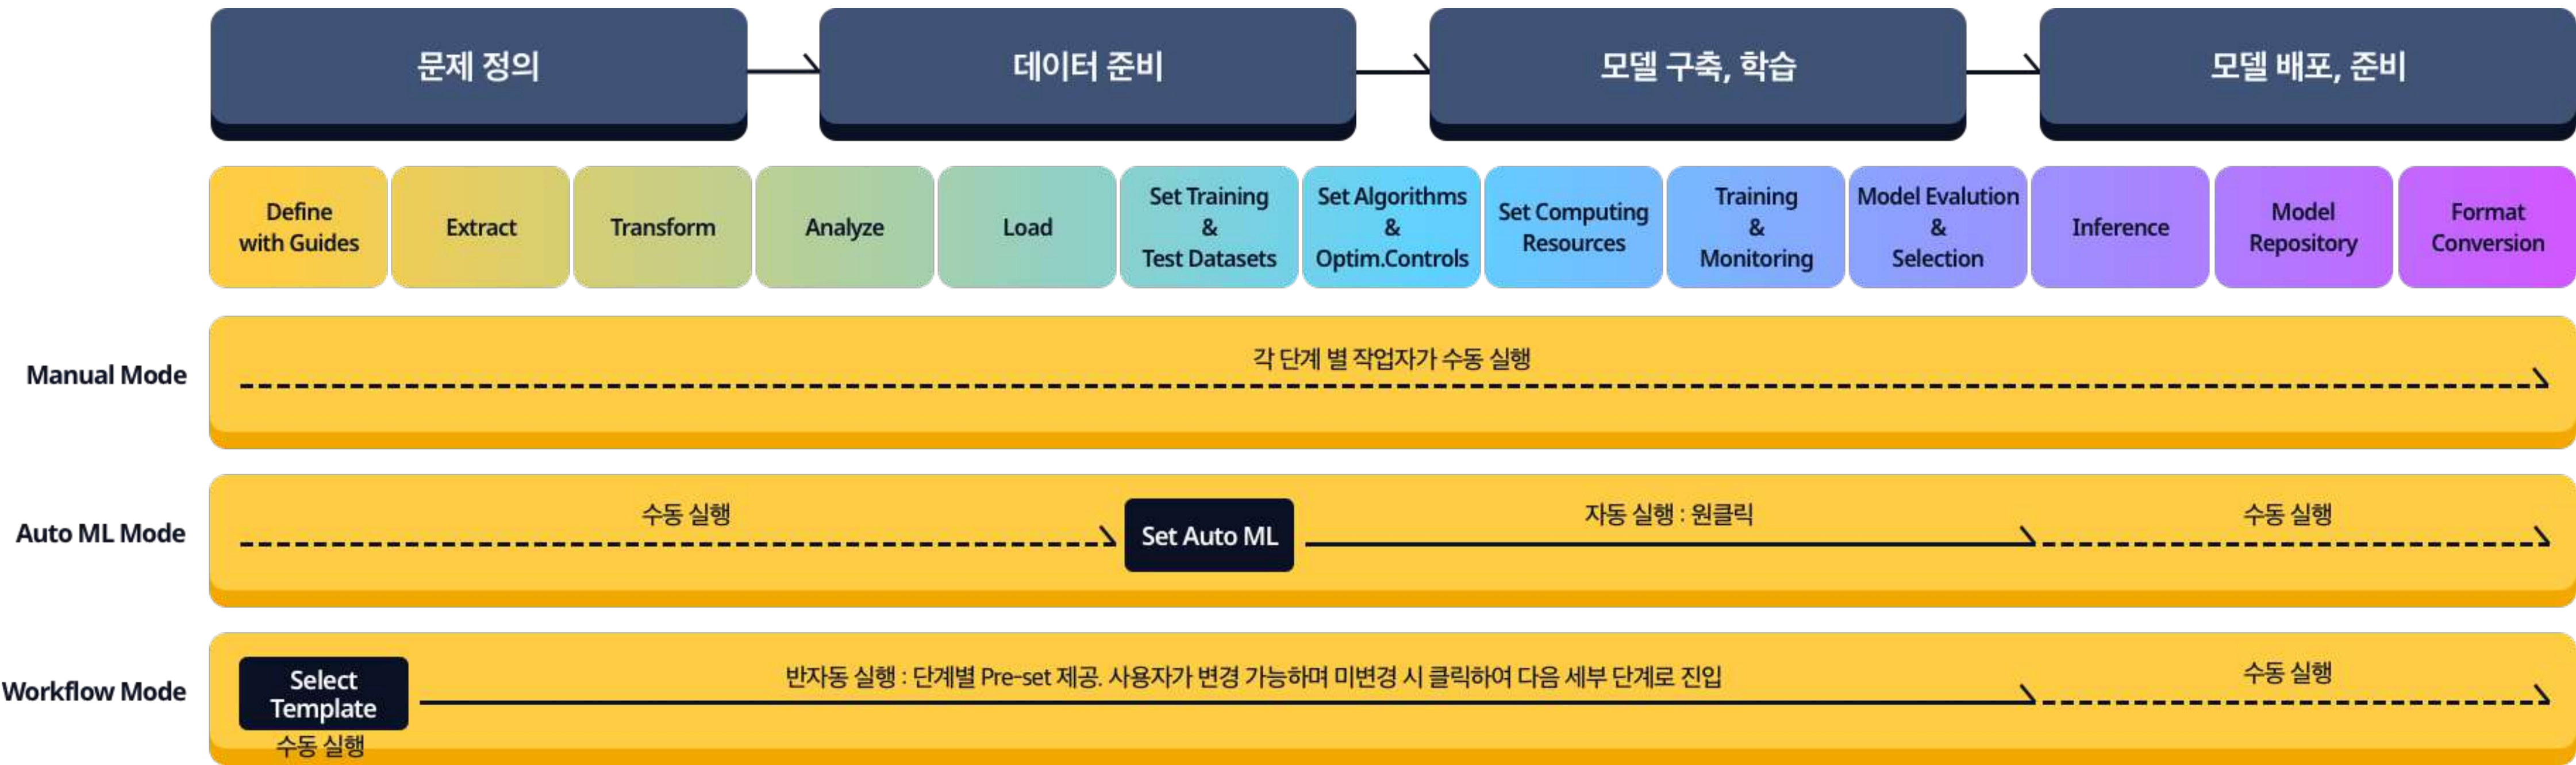 문제 정의
데이터 준비
모델 구축, 학습
모델 배포, 준비
Define
with Guides
Extract
Transform
Analyze
Load
Set Training
&
Test Datasets
Set Algorithms
&
Optim.Controls
Set Computing
Resources
Training
&
Monitoring
Model Evalution
&
Selection
Inference
Model
Repository
Format
Conversion
Manual Mode
각 단계 별 작업자가 수동 실행
Auto ML Mode
수동 실행
Set Auto ML
자동 실행 : 원클릭
수동 실행
Workflow Mode
Select
Template
수동 실행
반자동 실행 : 단계별 Pre-set 제공. 사용자가 변경 가능하며 미변경 시 클릭하여 다음 세부 단계로 진입
수동 실행